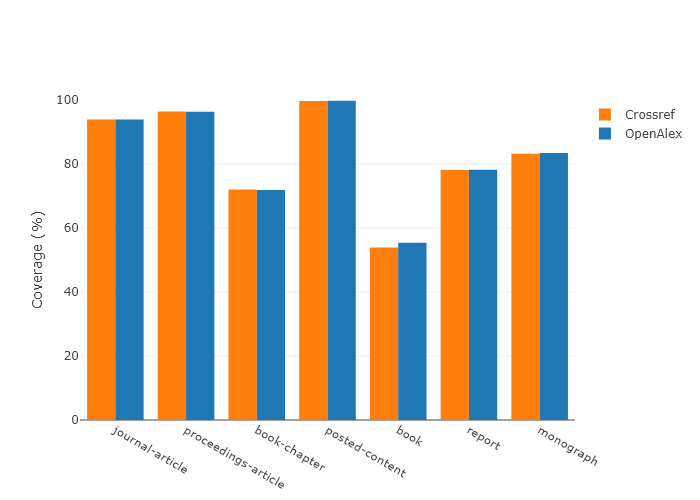 100
80
60
40
20
0
Coverage (%)
journal-article
proceedings-article
book-chapter
posted-content
book
report
monograph
Crossref
OpenAlex